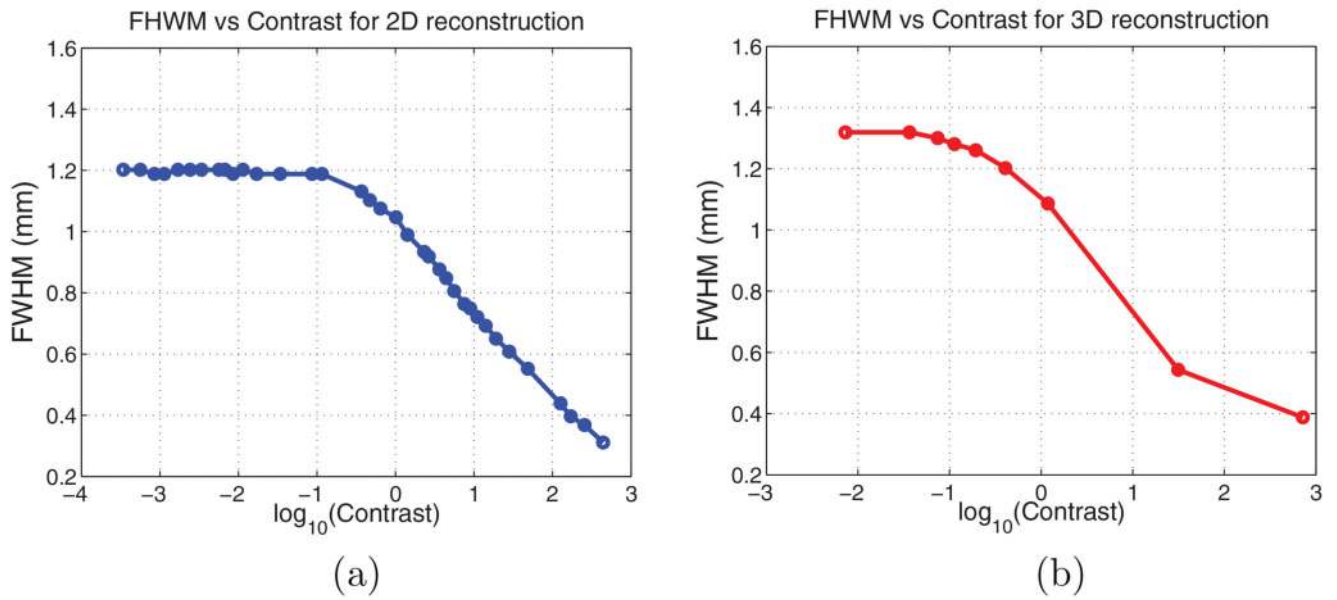 FHWM vs Contrast for 2D reconstruction
1.6
1.4
1.2
1
0.8
0.6
0.4
0.2
FWHM (mm)
−4 −3 −2 −1 0 1 2 3
log10(Contrast)
(a)
FHWM vs Contrast for 3D reconstruction
1.6
1.4
1.2
1
0.8
0.6
0.4
0.2
FWHM (mm)
−3 −2 −1 0 1 2 3
log10(Contrast)
(b)